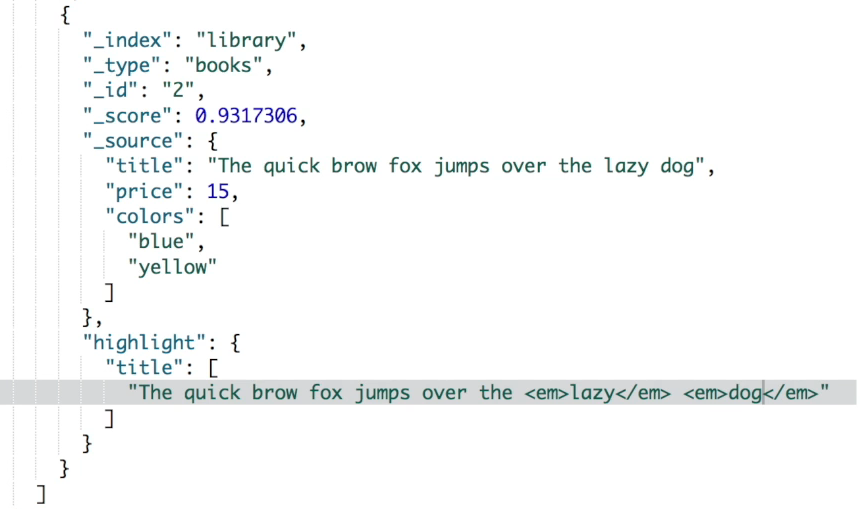 {
"_index": "library",
"_type": "books",
"_id": "2",
"_score": 0.9317306,
"_source": {
"title": "The quick brow fox jumps over the lazy dog",
"price": 15,
"colors": [
"blue",
"yellow"
]
},
"highlight": {
"title": [
"The quick brow fox jumps over the <em>lazy</em> <em>dog</em>"
]
}
}
]